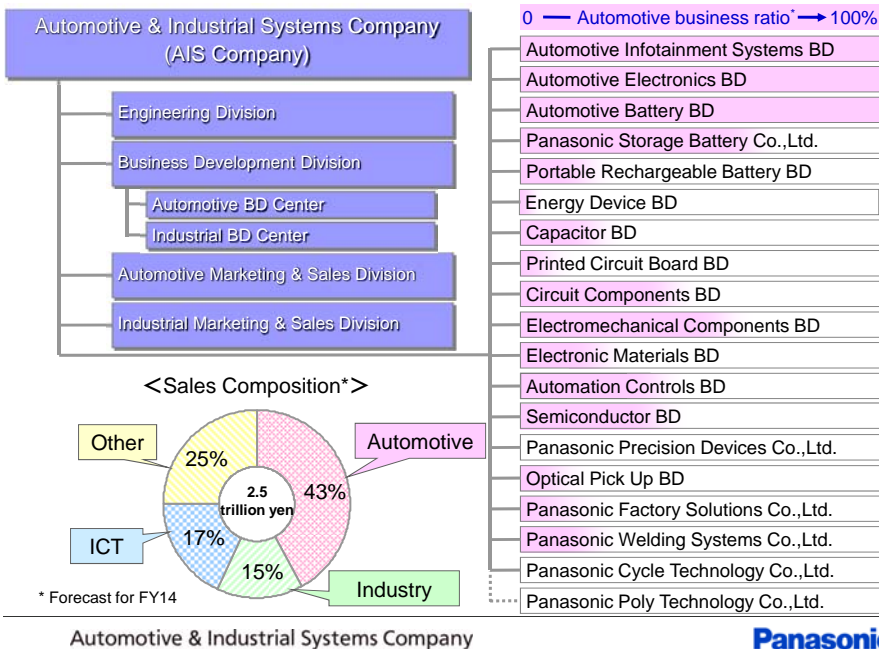 Automotive & Industrial Systems Company
(AIS Company)
Engineering Division
Business Development Division
Automotive BD Center
Industrial BD Center
Automotive Marketing & Sales Division
Industrial Marketing & Sales Division
0 — Automotive business ratio* → 100%
Automotive Infotainment Systems BD
Automotive Electronics BD
Automotive Battery BD
Panasonic Storage Battery Co.,Ltd.
Portable Rechargeable Battery BD
Energy Device BD
Capacitor BD
Printed Circuit Board BD
Circuit Components BD
Electromechanical Components BD
Electronic Materials BD
Automation Controls BD
Semiconductor BD
Panasonic Precision Devices Co.,Ltd.
Optical Pick Up BD
Panasonic Factory Solutions Co.,Ltd.
Panasonic Welding Systems Co.,Ltd.
Panasonic Cycle Technology Co.,Ltd.
Panasonic Poly Technology Co.,Ltd.
＜Sales Composition*＞
Other
25%
Automotive
43%
2.5
trillion yen
ICT
17%
15%
Industry
* Forecast for FY14
Automotive & Industrial Systems Company
Panasonic